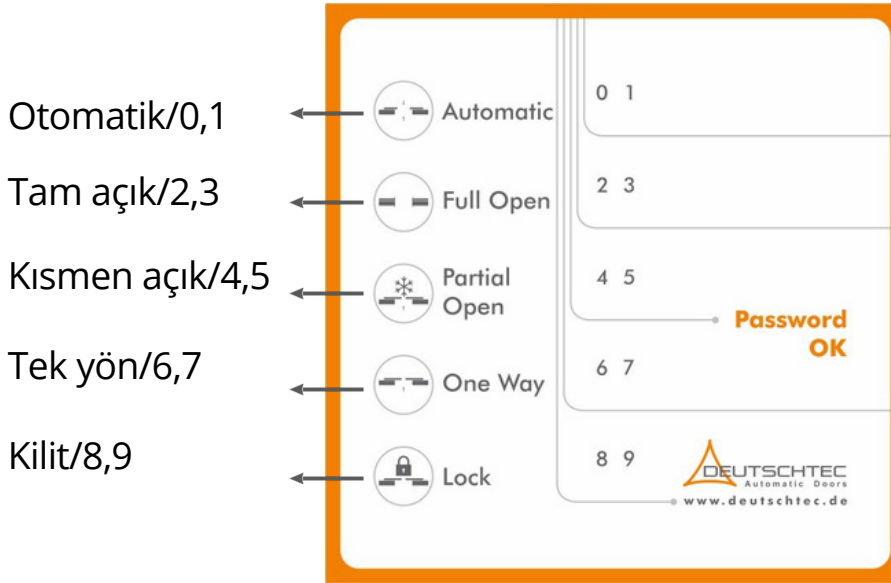 Otomatik/0,1
Automatic
0 1
Tam açık/2,3
Full Open
2 3
Kısmen açık/4,5
Partial
Open
4 5
Password
OK
Tek yön/6,7
One Way
6 7
Kilit/8,9
Lock
8 9
DEUTSCHTEC
Automatic Doors
www.deutschtec.de